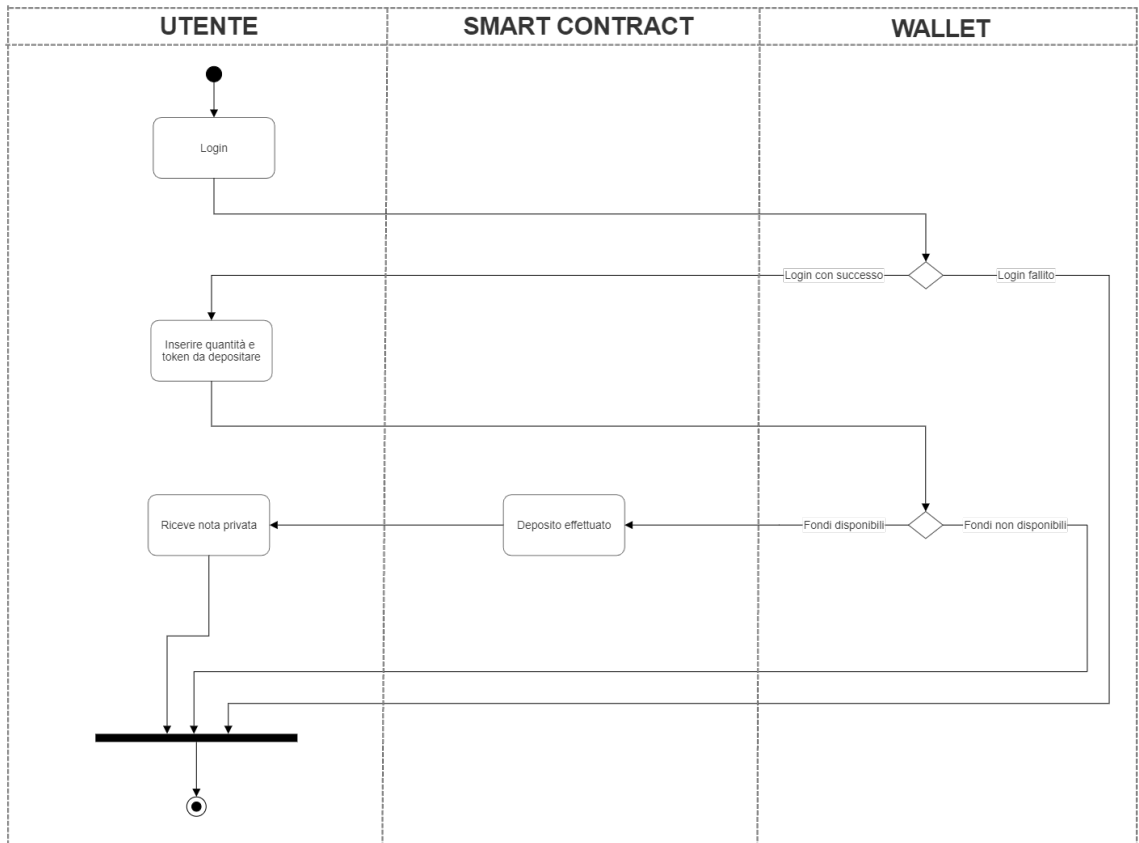 UTENTE
SMART CONTRACT
WALLET
Login
Login con successo
Login fallito
Inserire quantità e
token da depositare
Riceve nota privata
Deposito effettuato
Fondi disponibili
Fondi non disponibili